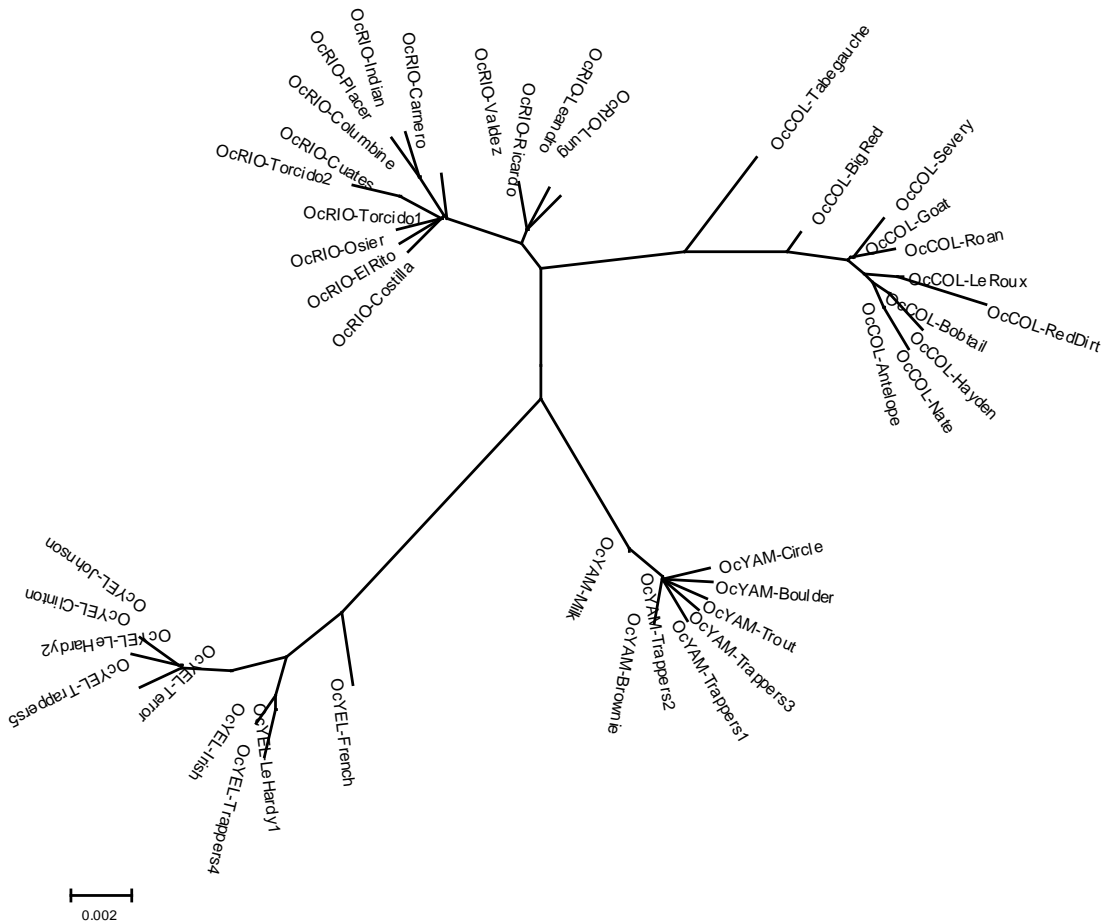 OcRIO-Torcido2
OcRIO-Cuates
OcRIO-Columbine
OcRIO-Placer
OcRIO-Indian
OcRIO-Carnero
OcRIO-Valdez
OcRIO-Ricardo
OcRIO-Leandro
OcRIO-Lung
OcRIO-Torcido1
OcRIO-Osier
OcRIO-ElRito
OcRIO-Costilla
OcCOL-Tabeguache
OcCOL-BigRed
OcCOL-Severy
OcCOL-Goat
OcCOL-Roan
OcCOL-LeRoux
OcCOL-RedDirt
OcCOL-Bobtail
OcCOL-Hayden
OcCOL-Nate
OcCOL-Antelope
OcYAM-Circle
OcYAM-Boulder
OcYAM-Trout
OcYAM-Trappers3
OcYAM-Trappers1
OcYAM-Trappers2
OcYAM-Brownie
OcYAM-Milk
OcYEL-French
OcYEL-LeHardy1
OcYEL-Trappers4
OcYEL-Irish
OcYEL-Terror
OcYEL-Trappers5
OcYEL-LeHardy2
OcYEL-Clinton
OcYEL-Johnson
0.002